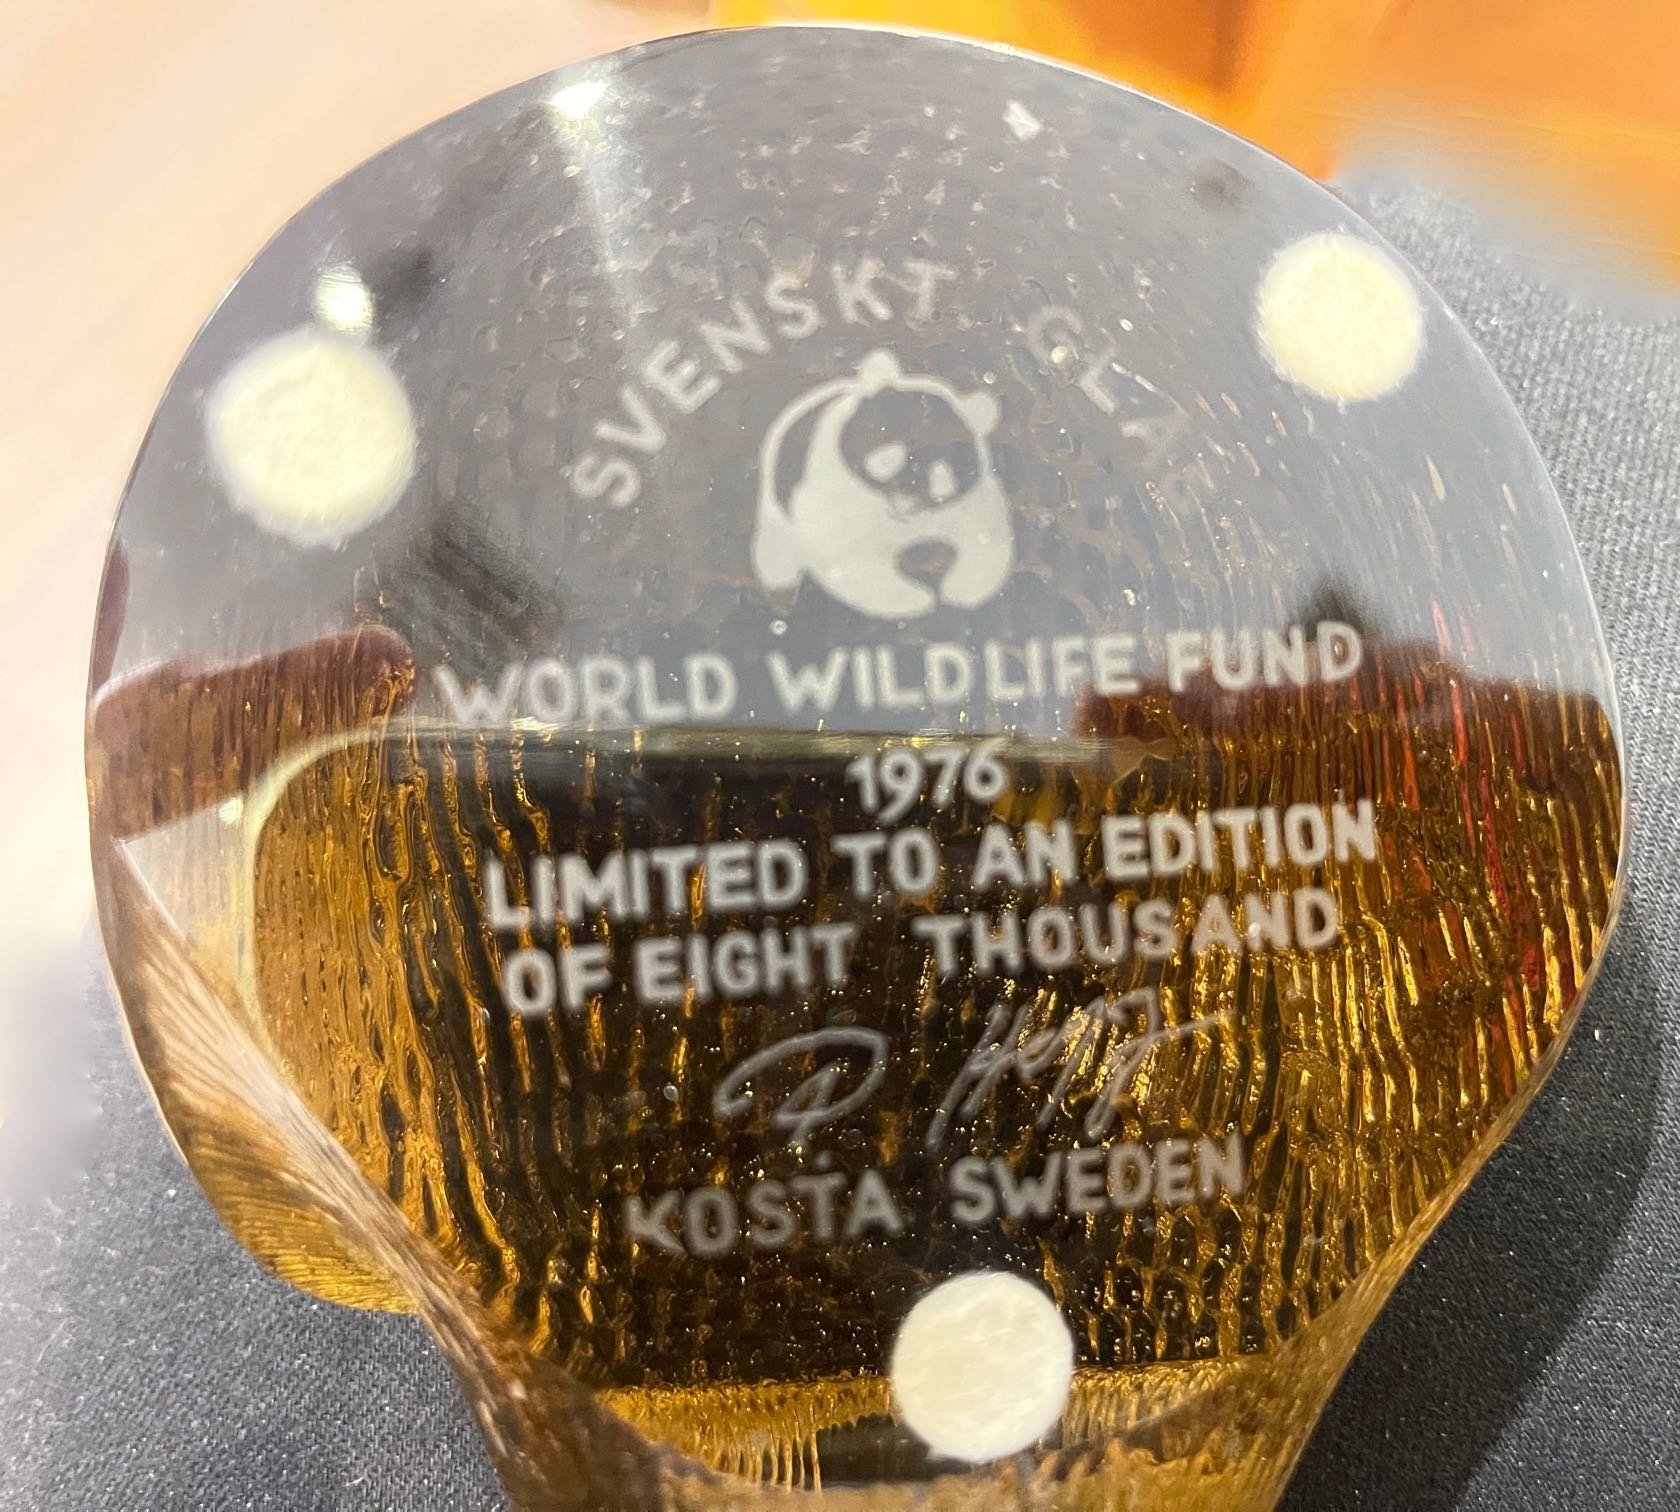 SVENSKT GLAS
WORLD WILDLIFE FUND
1976
LIMITED TO AN EDITION
OF EIGHT THOUSAND
KOSTA SWEDEN